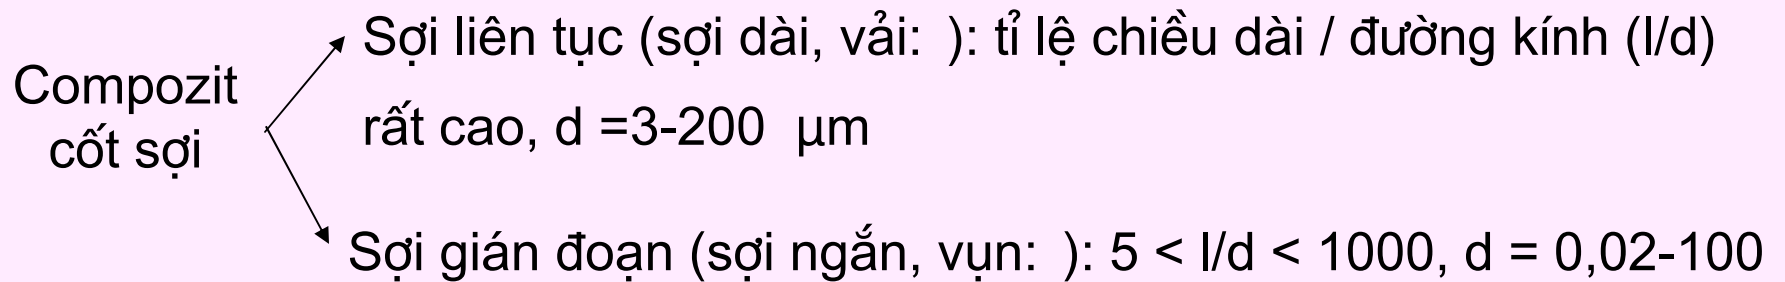 Compozit
cốt sợi
Sợi liên tục (sợi dài, vải:  ): tỉ lệ chiều dài / đường kính (l/d)
rất cao, d =3-200  μm
Sợi gián đoạn (sợi ngắn, vụn:  ): 5 < l/d < 1000, d = 0,02-100